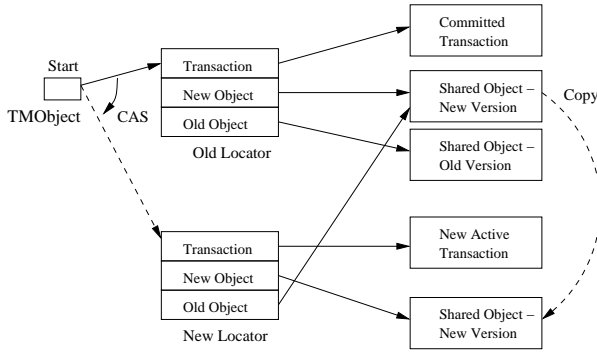 Start
TMObject
CAS
Transaction
New Object
Old Object
Old Locator
Committed
Transaction
Shared Object –
New Version
Copy
Shared Object –
Old Version
Transaction
New Object
Old Object
New Locator
New Active
Transaction
Shared Object –
New Version